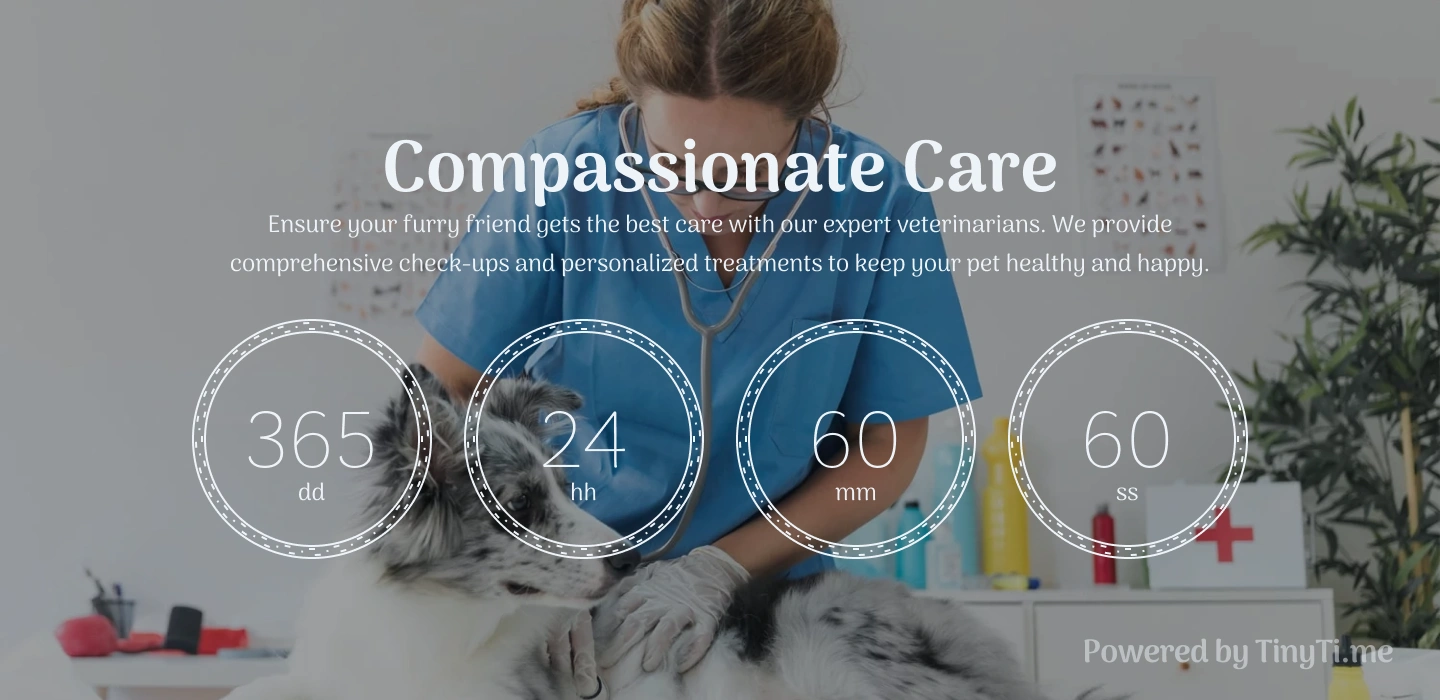 Compassionate Care
Ensure your furry friend gets the best care with our expert veterinarians. We provide
comprehensive check-ups and personalized treatments to keep your pet healthy and happy.
365 24 60 60
dd hh mm ss
Powered by TinyTi.me